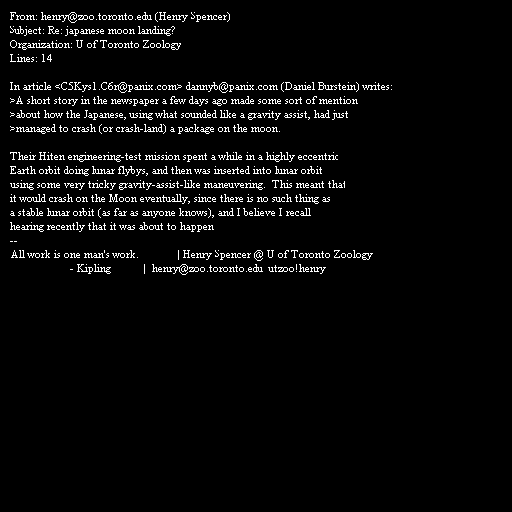 From: henry@zoo.toronto.edu (Henry Spencer)
Subject: Re: japanese moon landing?
Organization: U of Toronto Zoology
Lines: 14

In article <C5Kys1.C6r@panix.com> dannyb@panix.com (Daniel Burstein) writes:
>A short story in the newspaper a few days ago made some sort of mention
>about how the Japanese, using what sounded like a gravity assist, had just
>managed to crash (or crash-land) a package on the moon.

Their Hiten engineering-test mission spent a while in a highly eccentric
Earth orbit doing lunar flybys, and then was inserted into lunar orbit
using some very tricky gravity-assist-like maneuvering.  This meant that
it would crash on the Moon eventually, since there is no such thing as
a stable lunar orbit (as far as anyone knows), and I believe I recall
hearing recently that it was about to happen
--
All work is one man's work.             | Henry Spencer @ U of Toronto Zoology
                    - Kipling           |  henry@zoo.toronto.edu  utzoo!henry